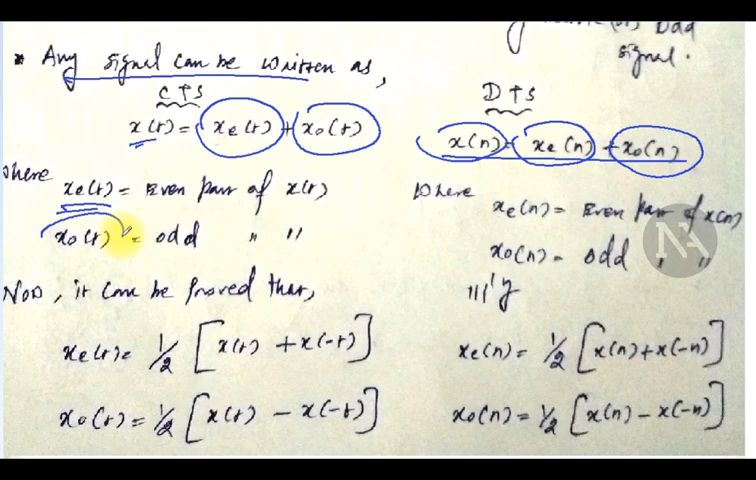 Odd
signal.
* Any signal can be written as,
CTS
x(t) = xe(t) + xo(t)
where
xe(t) = Even part of x(t)
xo(t) = odd " "
Now, it can be proved that,
xe(t) = 1/2 [x(t) + x(-t)]
xo(t) = 1/2 [x(t) - x(-t)]
DTS
x(n) = xe(n) + xo(n)
where
xe(n) = Even part of x(n)
xo(n) = odd " "
|||ly
xe(n) = 1/2 [x(n) + x(-n)]
xo(n) = 1/2 [x(n) - x(-n)]